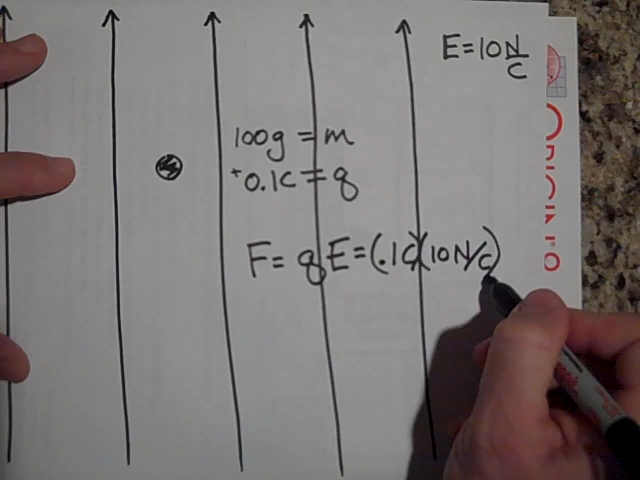 E=10N/C
100g = m
+0.1C = q
F= qE=(.1C)(10N/C)